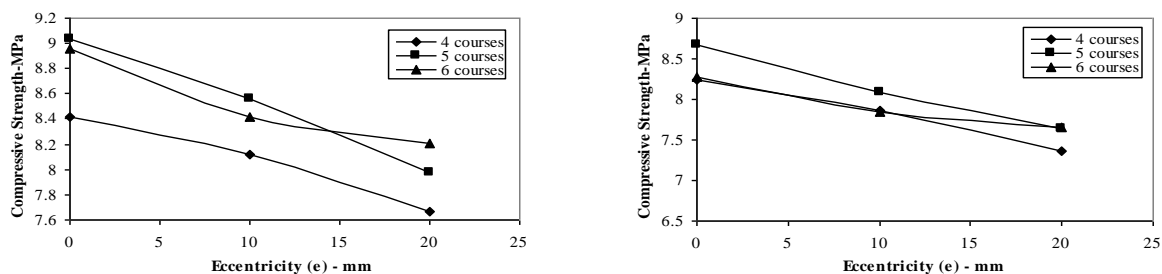 Compressive Strength-MPa
9.2
9
8.8
8.6
8.4
8.2
8
7.8
7.6
0 5 10 15 20 25
Eccentricity (e) - mm
4 courses
5 courses
6 courses
Compressive Strength-MPa
9
8.5
8
7.5
7
6.5
0 5 10 15 20 25
Eccentricity (e) - mm
4 courses
5 courses
6 courses